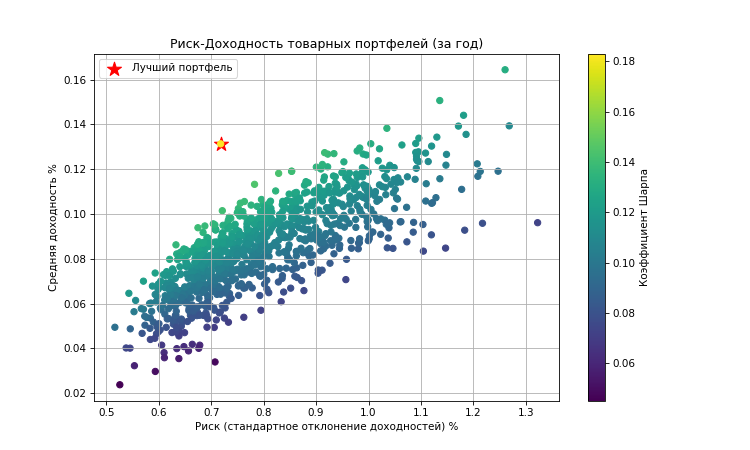 Риск-Доходность товарных портфелей (за год)
Лучший портфель
Средняя доходность %
0.16
0.14
0.12
0.10
0.08
0.06
0.04
0.02
0.5 0.6 0.7 0.8 0.9 1.0 1.1 1.2 1.3
Риск (стандартное отклонение доходностей) %
0.18
0.16
0.14
0.12
0.10
0.08
0.06
Коэффициент Шарпа